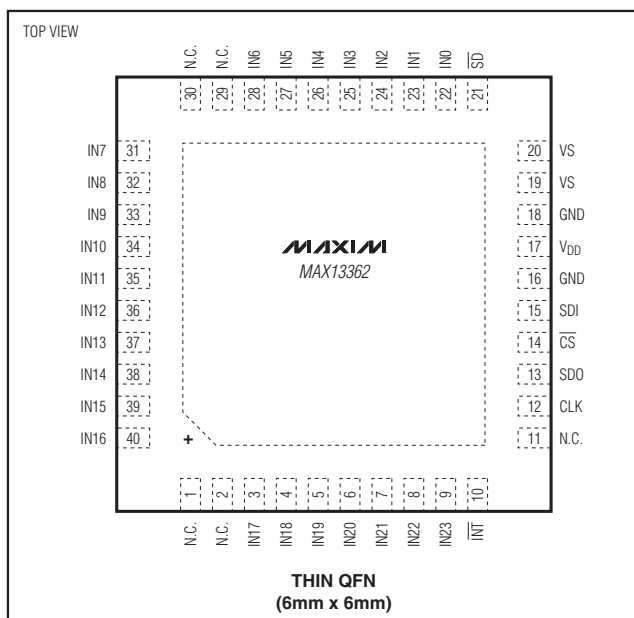 TOP VIEW
N.C. N.C. IN6 IN5 IN4 IN3 IN2 IN1 IN0 SD
30 29 28 27 26 25 24 23 22 21
IN7 31 20 VS
IN8 32 19 VS
IN9 33 18 GND
IN10 34 17 VDD
IN11 35 16 GND
IN12 36 15 SDI
IN13 37 14 CS
IN14 38 13 SDO
IN15 39 12 CLK
IN16 40 11 N.C.
MAXIM
MAX13362
+
1 2 3 4 5 6 7 8 9 10
N.C. N.C. IN17 IN18 IN19 IN20 IN21 IN22 IN23 INT
THIN QFN
(6mm x 6mm)